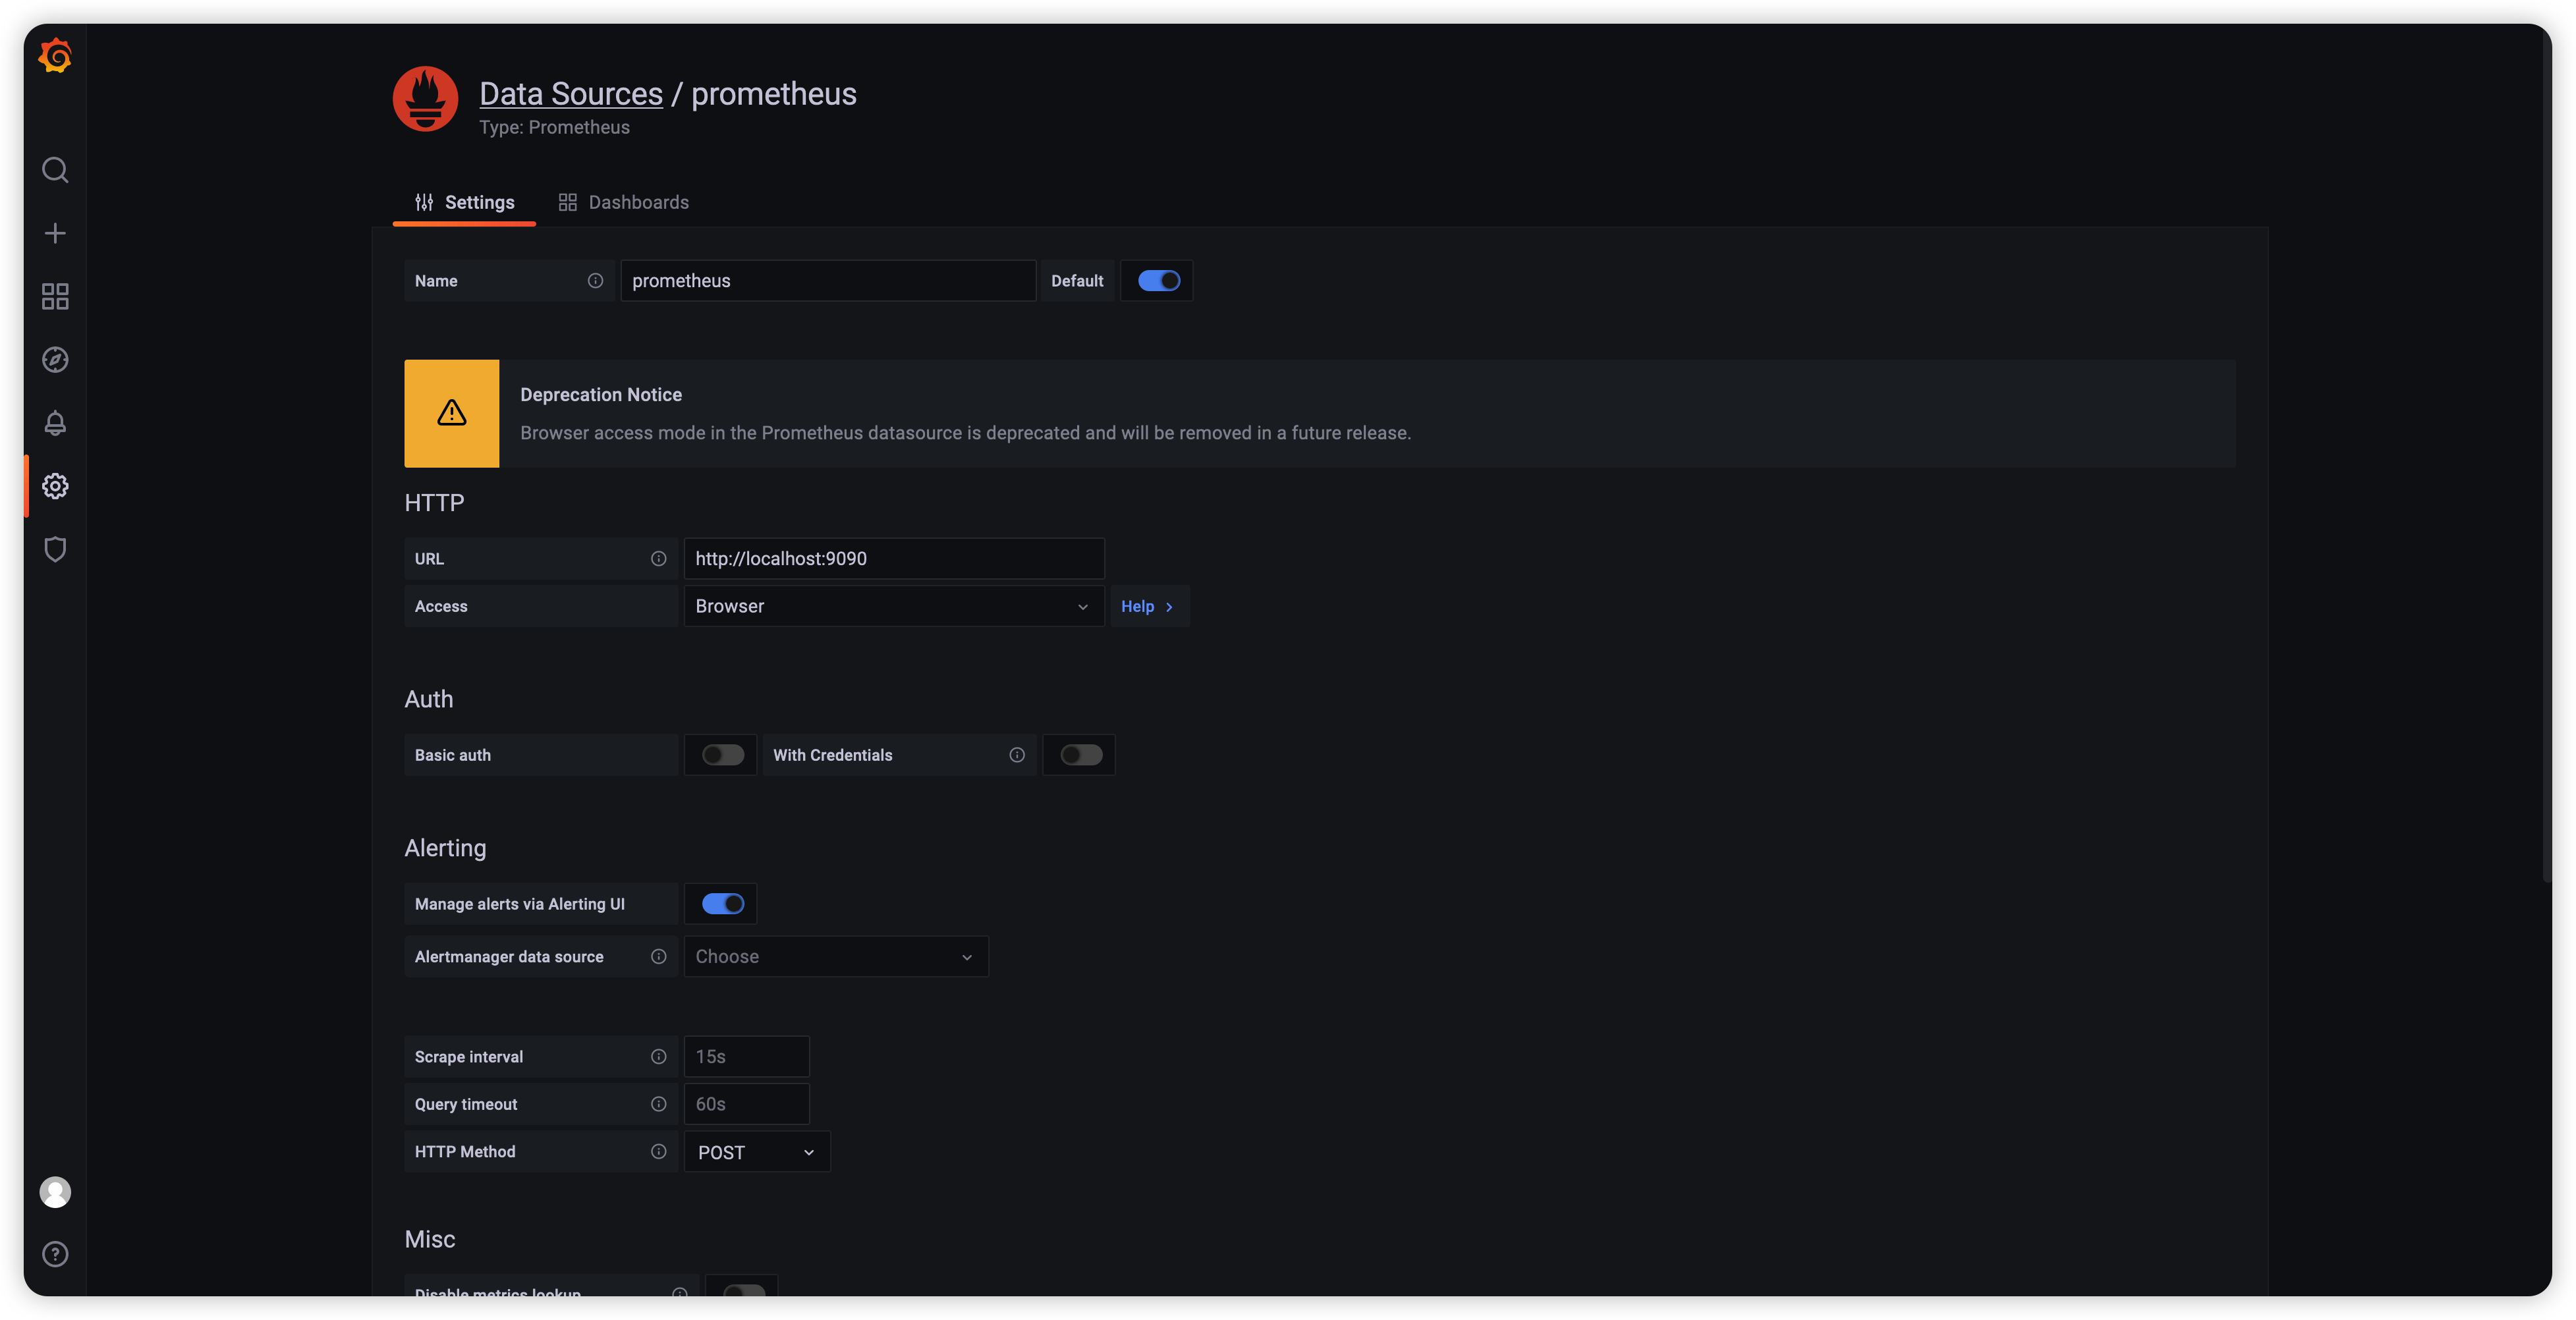 Data Sources / prometheus
Type: Prometheus
Settings
Dashboards
Name
prometheus
Default
Deprecation Notice
Browser access mode in the Prometheus datasource is deprecated and will be removed in a future release.
HTTP
URL
http://localhost:9090
Access
Browser
Help
Auth
Basic auth
With Credentials
Alerting
Manage alerts via Alerting UI
Alertmanager data source
Choose
Scrape interval
15s
Query timeout
60s
HTTP Method
POST
Misc
Disable metrics lookup